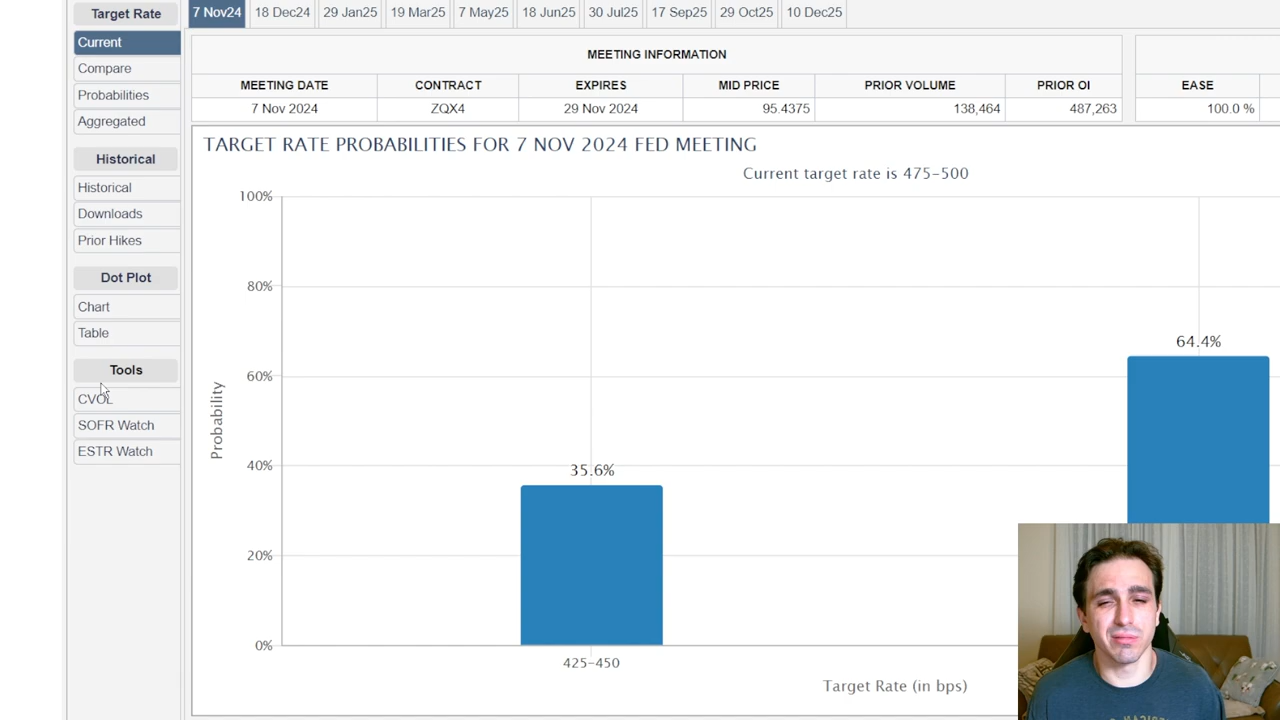 Target Rate
7 Nov24 18 Dec24 29 Jan25 19 Mar25 7 May25 18 Jun25 30 Jul25 17 Sep25 29 Oct25 10 Dec25
Current
Compare
Probabilities
Aggregated
Historical
Historical
Downloads
Prior Hikes
Dot Plot
Chart
Table
Tools
CVOL
SOFR Watch
ESTR Watch
MEETING INFORMATION
MEETING DATE CONTRACT EXPIRES MID PRICE PRIOR VOLUME PRIOR OI EASE
7 Nov 2024 ZQX4 29 Nov 2024 95.4375 138,464 487,263 100.0 %
TARGET RATE PROBABILITIES FOR 7 NOV 2024 FED MEETING
Current target rate is 475-500
100%
80%
64.4%
60%
Probability
40%
35.6%
20%
0%
425-450
Target Rate (in bps)